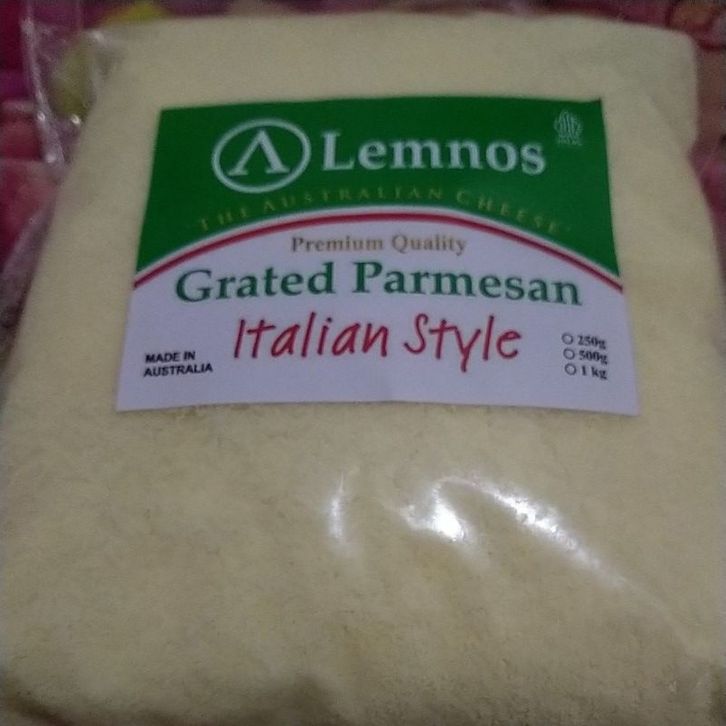 Lemnos
THE AUSTRALIAN CHEESE
Premium Quality
Grated Parmesan
Italian Style
MADE IN
AUSTRALIA
250g
500g
1 kg